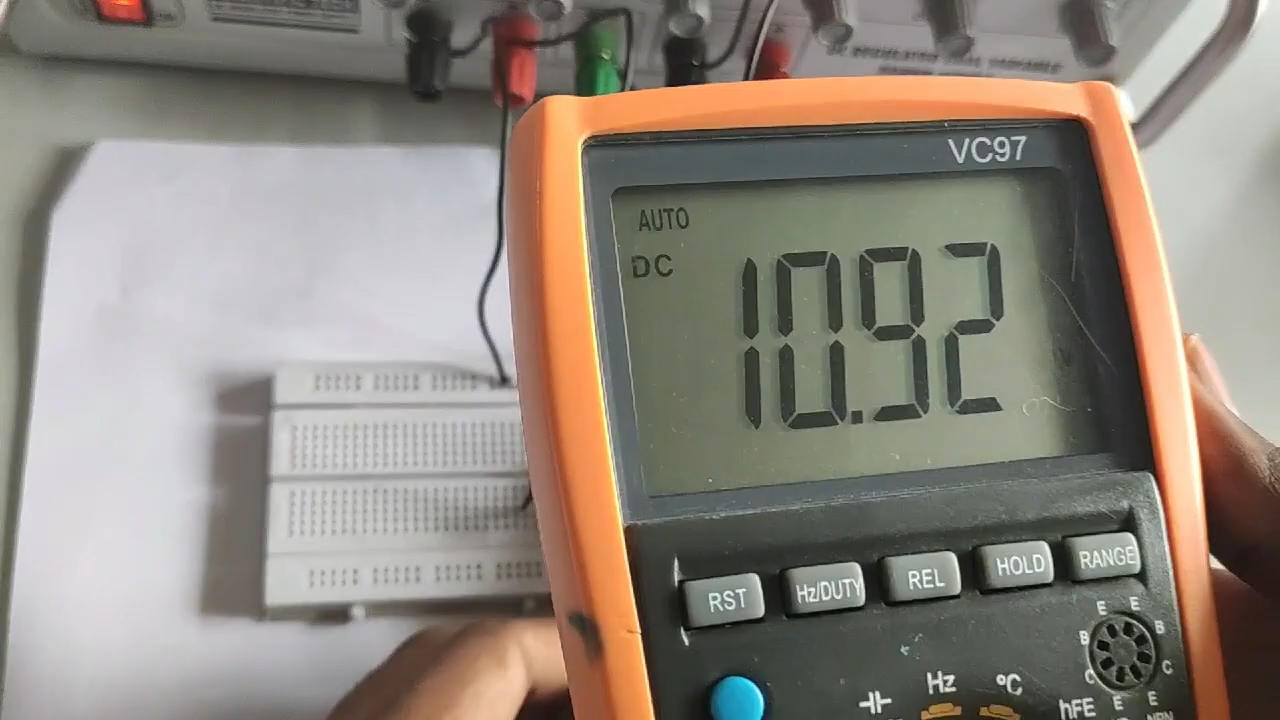 VC97
AUTO
DC
10.92
RST
Hz/DUTY
REL
HOLD
RANGE
E E
B B
C C
E E
Hz
°C
hFE